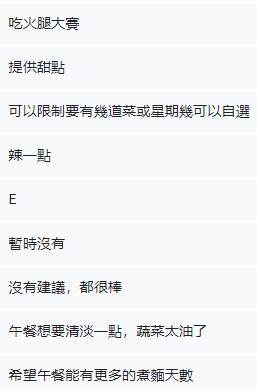 吃火腿大賽
提供甜點
可以限制要有幾道菜或星期幾可以自選
辣一點
E
暫時沒有
沒有建議，都很棒
午餐想要清淡一點，蔬菜太油了
希望午餐能有更多的煮麵天數